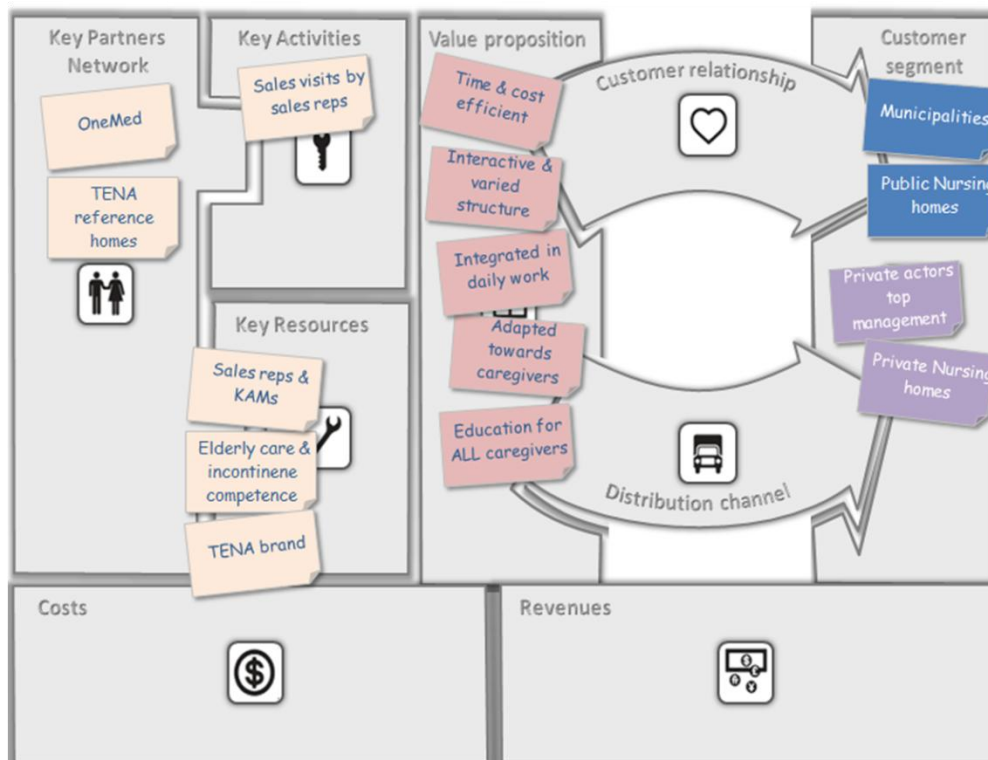 Key Partners
Network
OneMed
TENA
reference
homes
Key Activities
Sales visits by
sales reps
Key Resources
Sales reps &
KAMs
Elderly care &
incontinene
competence
TENA brand
Value proposition
Time & cost
efficient
Interactive &
varied
structure
Integrated in
daily work
Adapted
towards
caregivers
Education for
ALL caregivers
Customer relationship
Distribution channel
Customer
segment
Municipalities
Public Nursing
homes
Private actors
top
management
Private Nursing
homes
Costs
$
Revenues